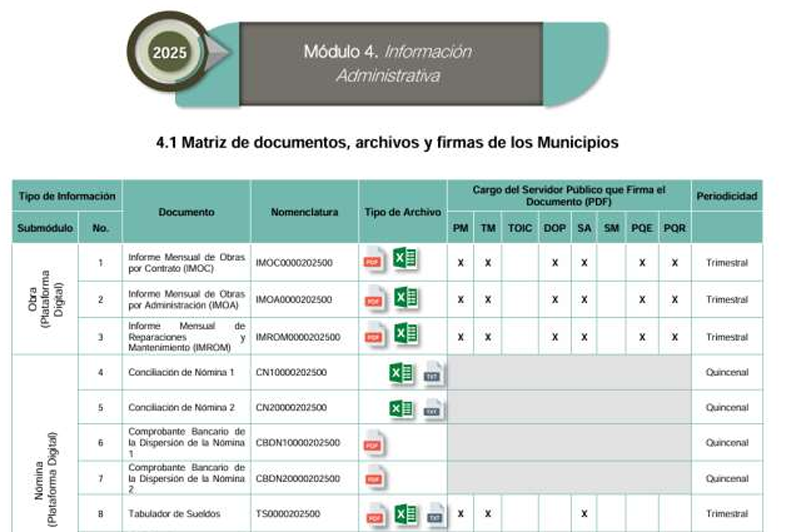 2025
Módulo 4. Información
Administrativa
4.1 Matriz de documentos, archivos y firmas de los Municipios
Tipo de Información
Documento
Nomenclatura
Tipo de Archivo
Cargo del Servidor Público que Firma el
Documento (PDF)
Periodicidad
Submódulo No. PM TM TOIC DOP SA SM PQE PQR
Obra
(Plataforma
Digital)
1
Informe Mensual de Obras
por Contrato (IMOC)
IMOC0000202500
PDF
X X X X X X X
Trimestral
2
Informe Mensual de Obras
por Administración (IMOA)
IMOA0000202500
PDF
X X X X X X X
Trimestral
3
Informe Mensual de
Reparaciones y
Mantenimiento (IMROM)
IMROM0000202500
PDF
X X X X X X X
Trimestral
Nómina
(Plataforma Digital)
4 Conciliación de Nómina 1 CN10000202500 X TXT Quincenal
5 Conciliación de Nómina 2 CN20000202500 X TXT Quincenal
6
Comprobante Bancario de
la Dispersión de la Nómina
1
CBDN10000202500
PDF
Quincenal
7
Comprobante Bancario de
la Dispersión de la Nómina
2
CBDN20000202500
PDF
Quincenal
8 Tabulador de Sueldos TS0000202500 PDF X TXT X X X Trimestral